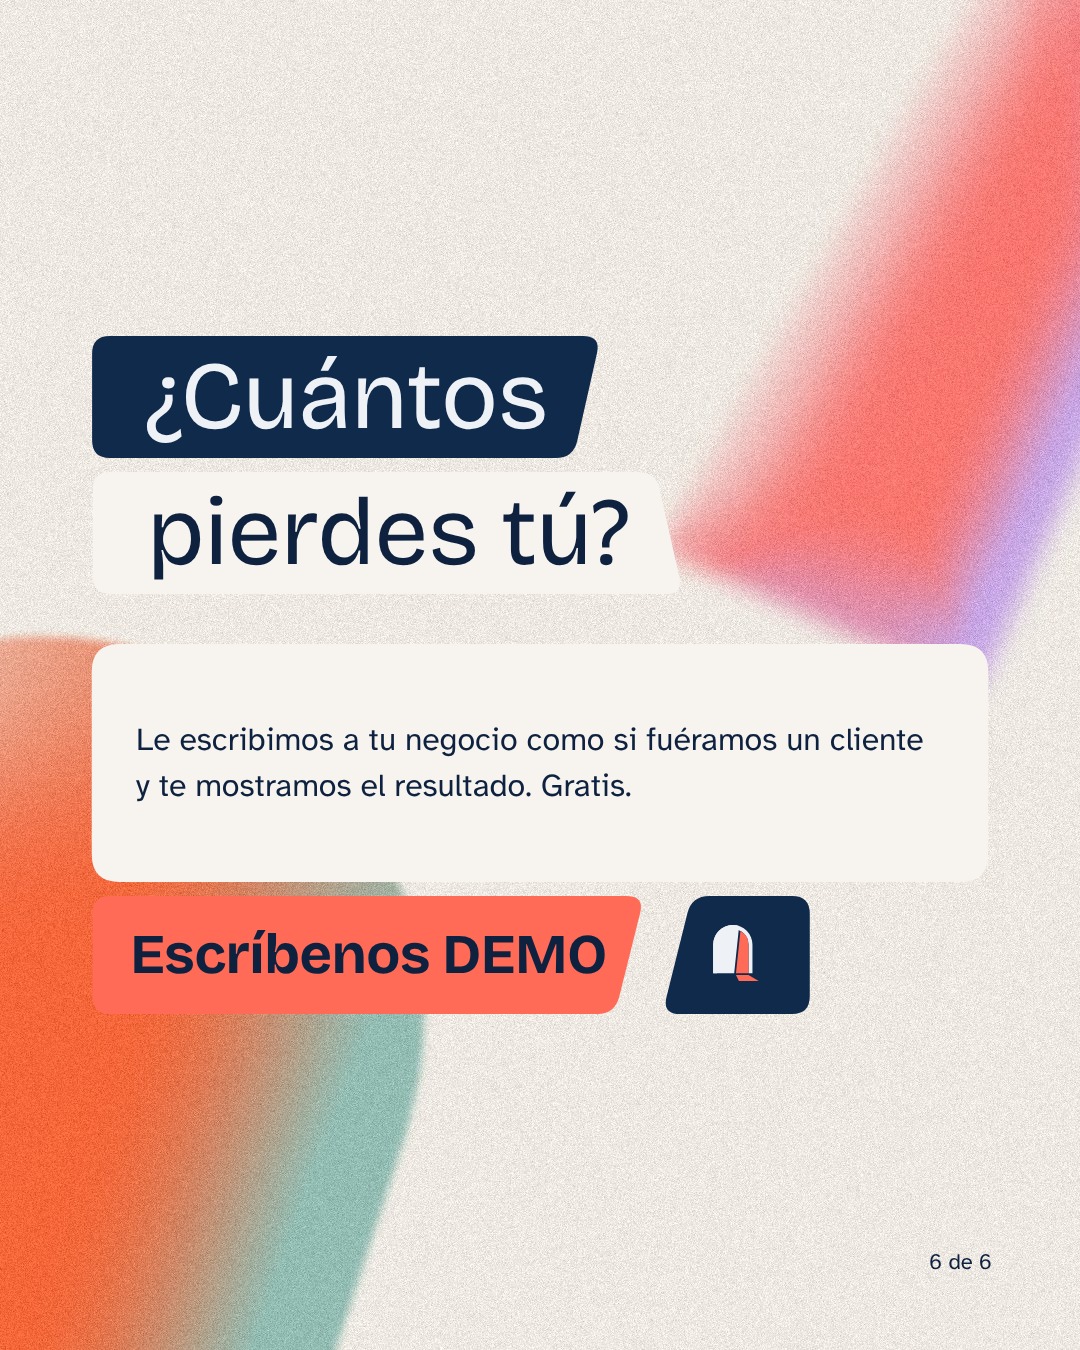 ¿Cuántos
pierdes tú?
Le escribimos a tu negocio como si fuéramos un cliente
y te mostramos el resultado. Gratis.
Escríbenos DEMO
6 de 6